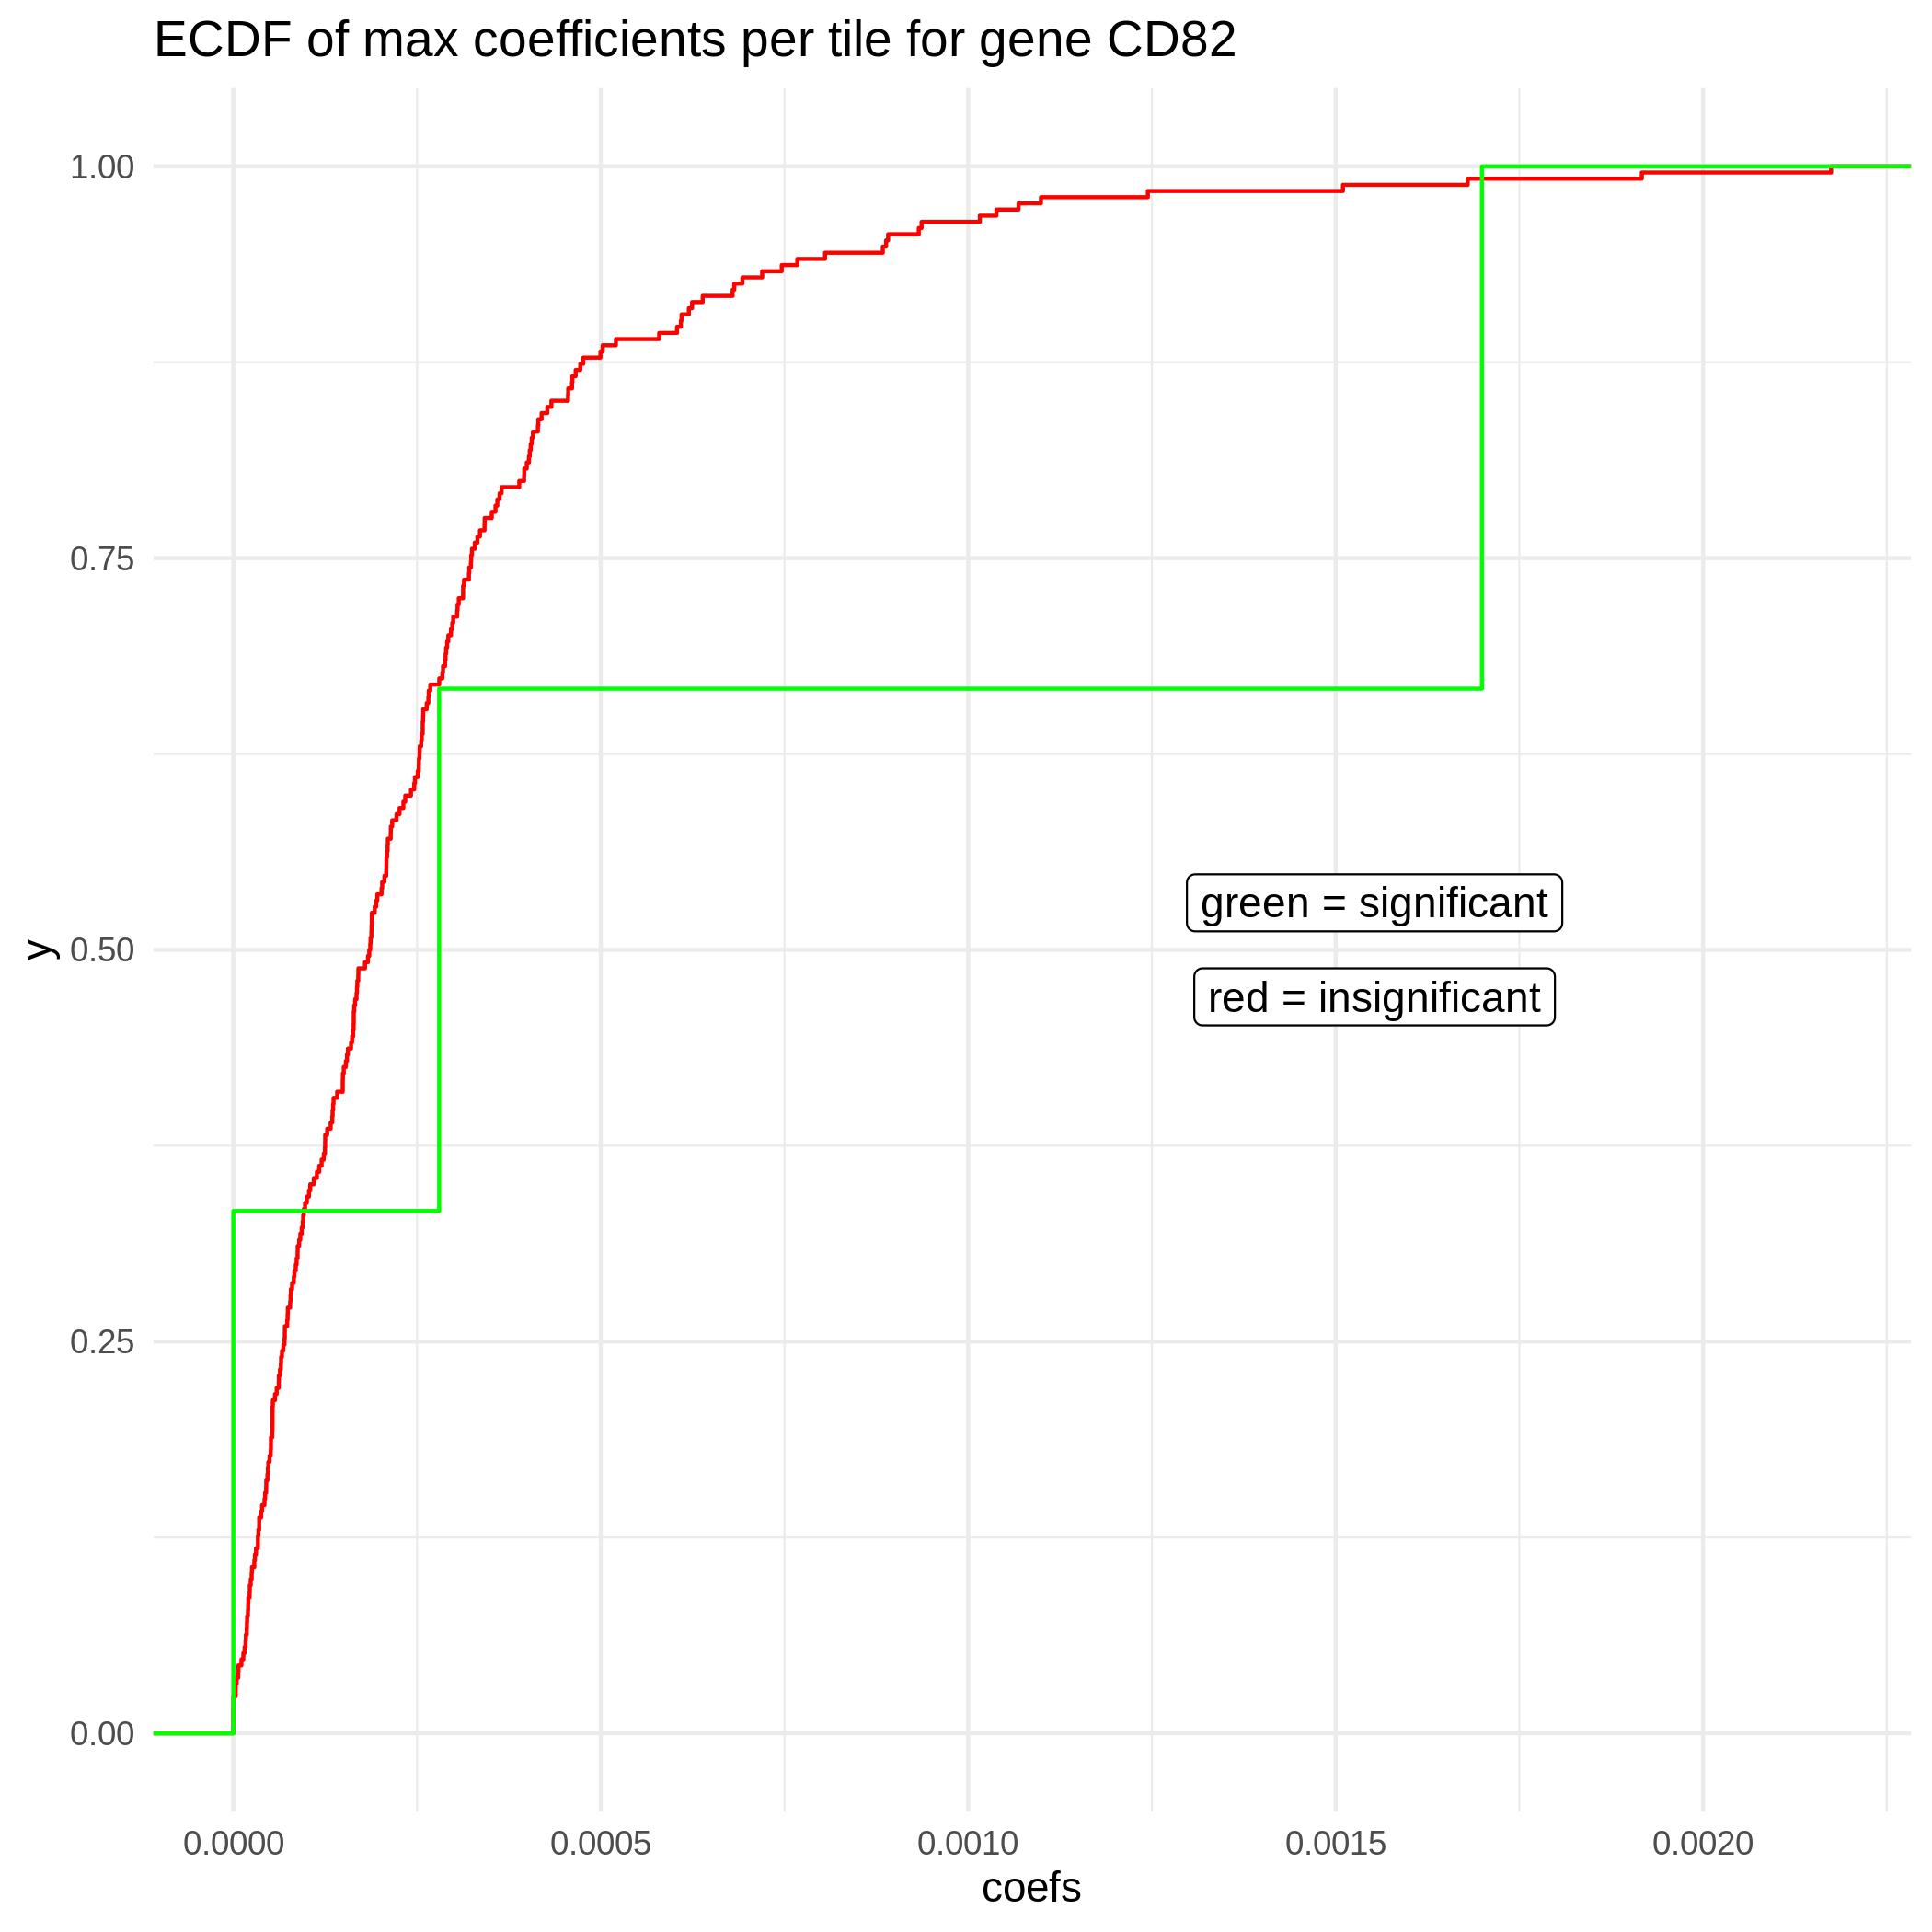 ECDF of max coefficients per tile for gene CD82
1.00
0.75
0.50
0.25
0.00
y
green = significant
red = insignificant
0.0000 0.0005 0.0010 0.0015 0.0020
coefs